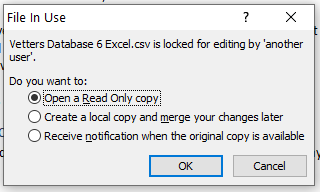 File In Use
Vetters Database 6 Excel.csv is locked for editing by 'another
user'.
Do you want to:
Open a Read Only copy
Create a local copy and merge your changes later
Receive notification when the original copy is available
OK
Cancel